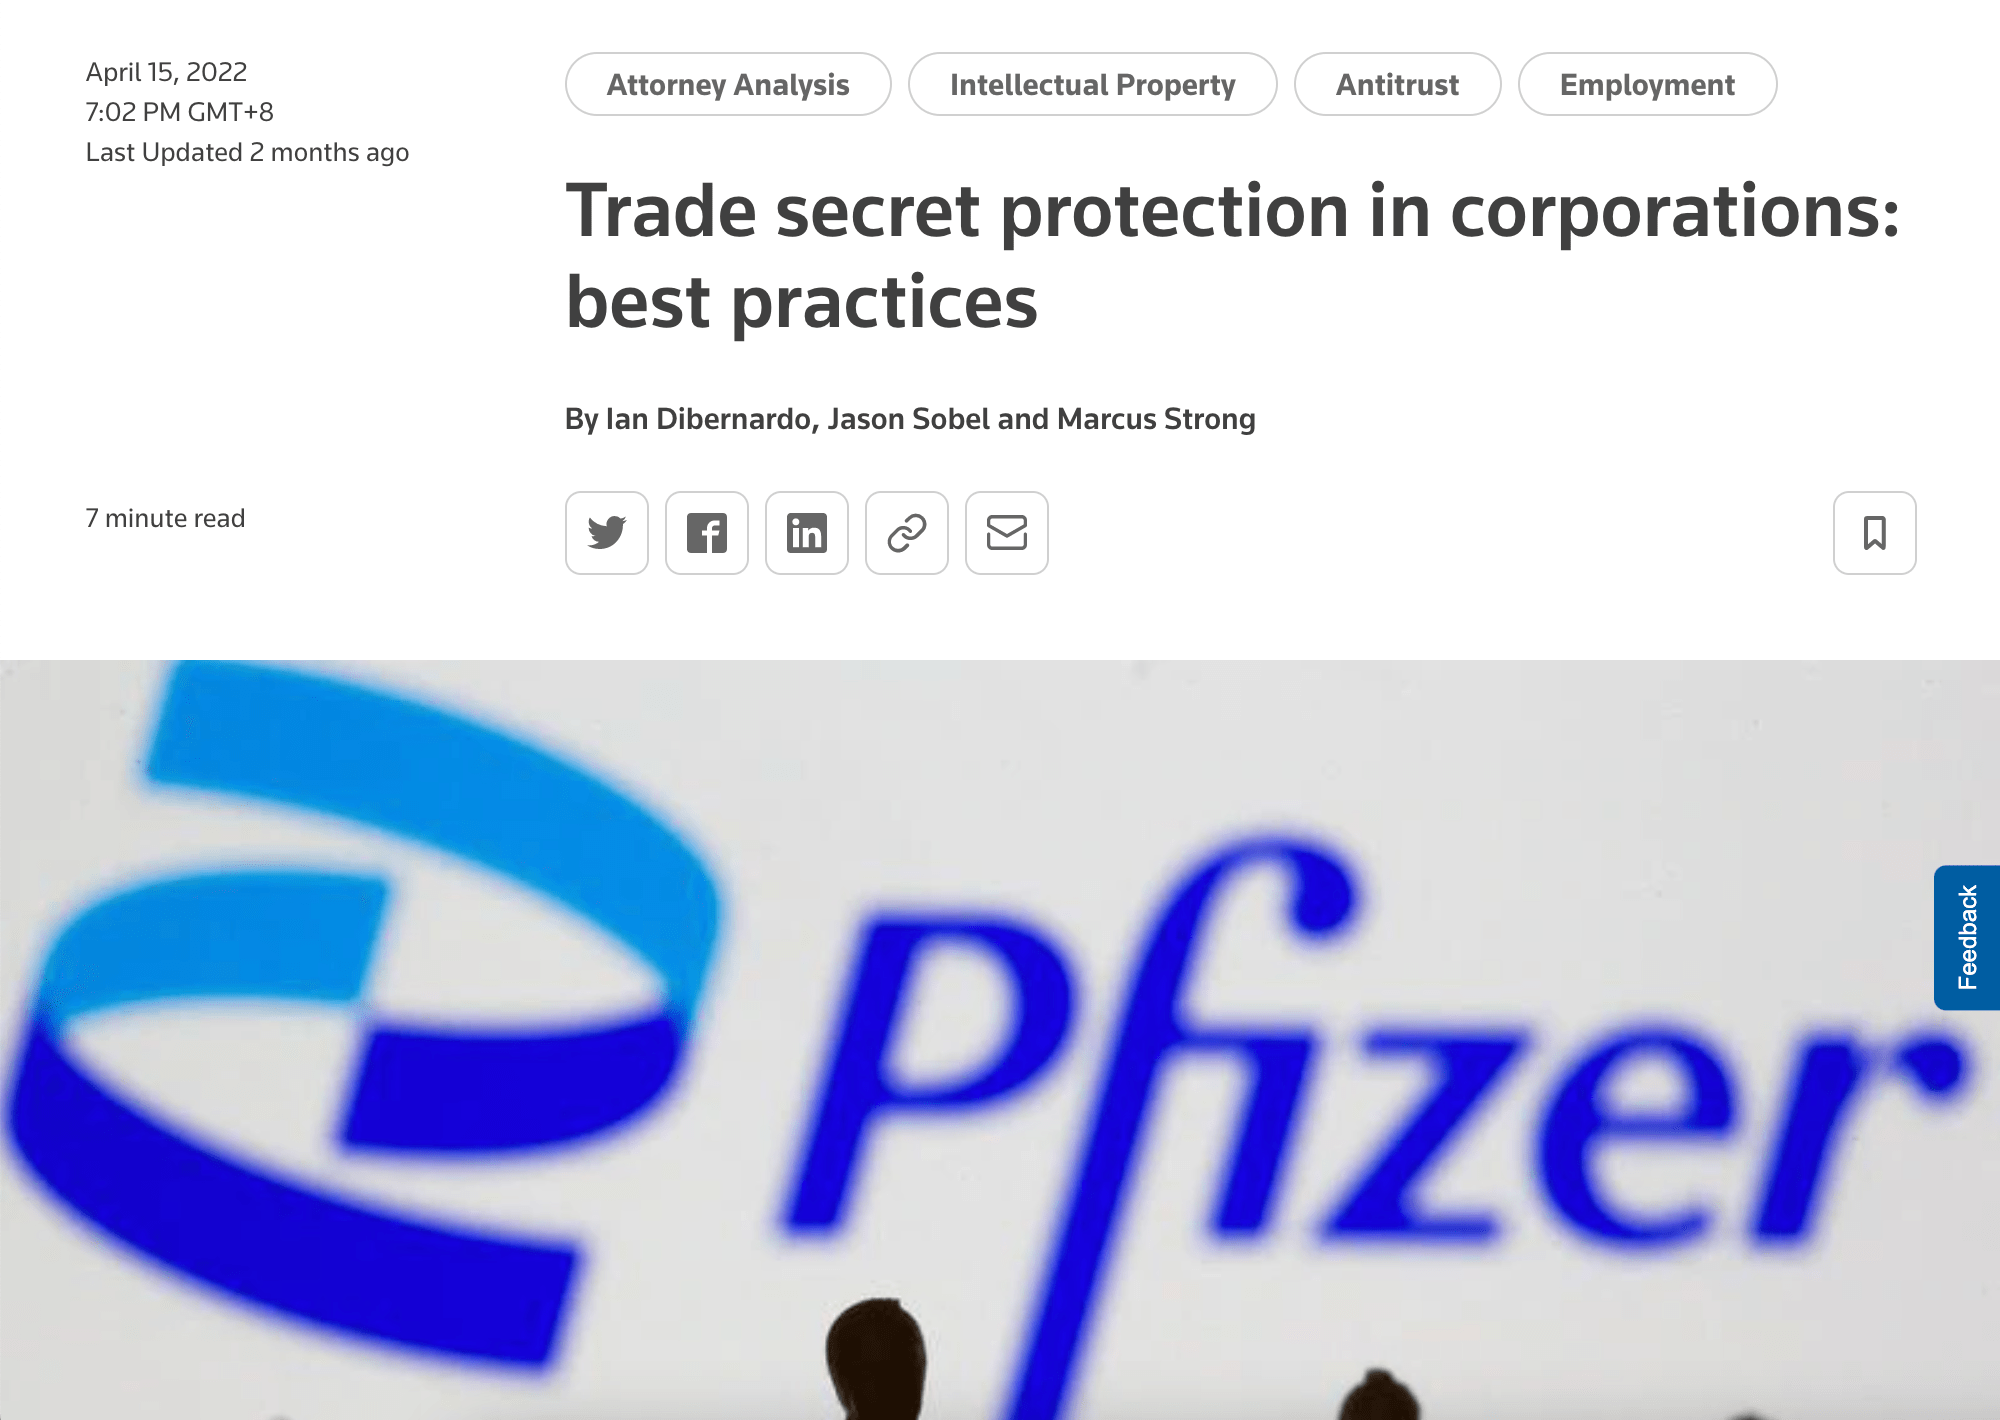 April 15, 2022
7:02 PM GMT+8
Last Updated 2 months ago
Attorney Analysis
Intellectual Property
Antitrust
Employment
Trade secret protection in corporations:
best practices
By Ian Dibernardo, Jason Sobel and Marcus Strong
7 minute read
Pfizer
Feedback